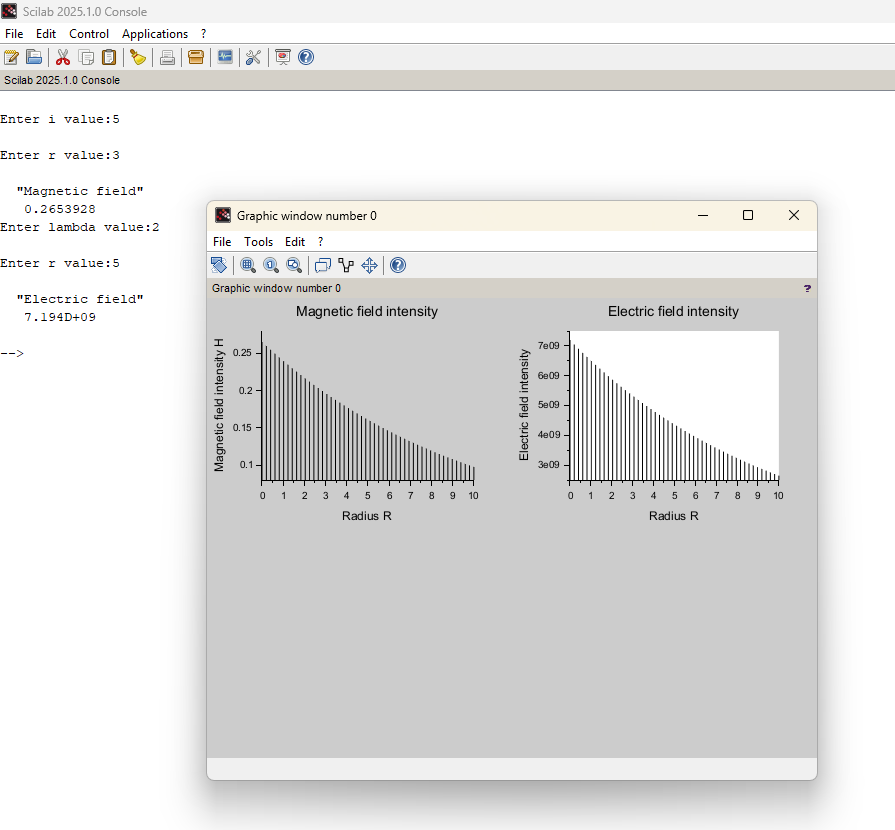 Scilab 2025.1.0 Console
File Edit Control Applications ?
Scilab 2025.1.0 Console
Enter i value:5
Enter r value:3
"Magnetic field"
0.2653928
Enter lambda value:2
Enter r value:5
"Electric field"
7.194D+09
-->
Graphic window number 0
File Tools Edit ?
Graphic window number 0 ?
Magnetic field intensity
Magnetic field intensity H
0.25
0.2
0.15
0.1
0 1 2 3 4 5 6 7 8 9 10
Radius R
Electric field intensity
Electric field intensity
7e09
6e09
5e09
4e09
3e09
0 1 2 3 4 5 6 7 8 9 10
Radius R